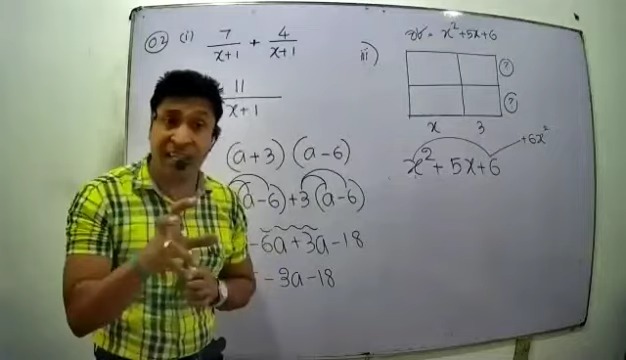 02 (i) 7/x+1 + 4/x+1
11/x+1
(a+3) (a-6)
a-6)+3(a-6)
-6a+3a-18
-3a-18
iii) x²+5x+6
?
?
x 3
x²+5x+6 +6x²